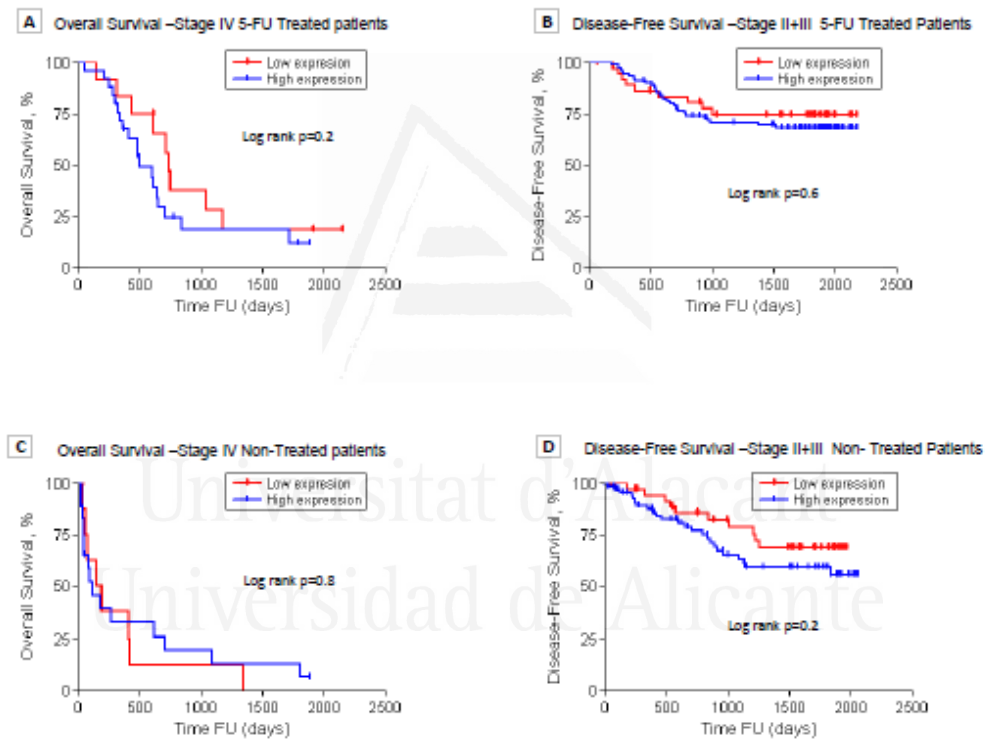 A Overall Survival –Stage IV 5-FU Treated patients
Low expresion
High expression
100
75
50
25
0
Overall Survival, %
Log rank p=0.2
0 500 1000 1500 2000 2500
Time FU (days)
B Disease-Free Survival –Stage II+III 5-FU Treated Patients
Low expression
High expression
100
75
50
25
0
Disease-Free Survival, %
Log rank p=0.6
0 500 1000 1500 2000 2500
Time FU (days)
C Overall Survival –Stage IV Non-Treated patients
Low expresion
High expression
100
75
50
25
0
Overall Survival, %
Log rank p=0.8
0 500 1000 1500 2000 2500
Time FU (days)
D Disease-Free Survival –Stage II+III Non- Treated Patients
Low expression
High expression
100
75
50
25
0
Disease-Free Survival, %
Log rank p=0.2
0 500 1000 1500 2000 2500
Time FU (days)
Universitat d'Alacant
Universidad de Alicante